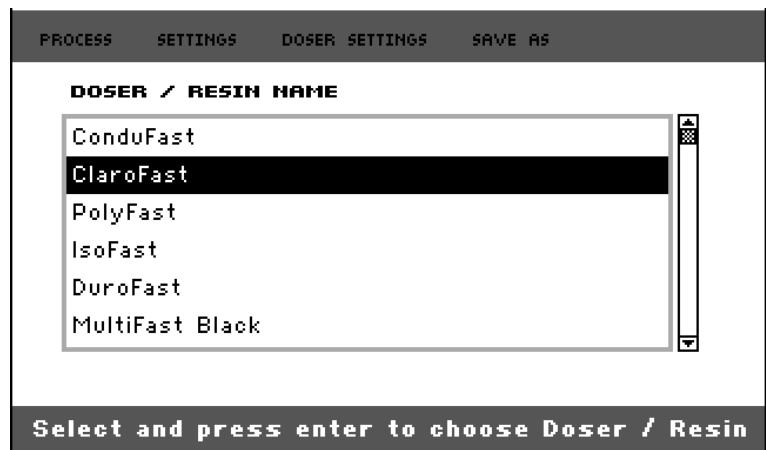 PROCESS SETTINGS DOSER SETTINGS SAVE AS
DOSER / RESIN NAME
ConduFast
ClaroFast
PolyFast
IsoFast
DuroFast
MultiFast Black
Select and press enter to choose Doser / Resin